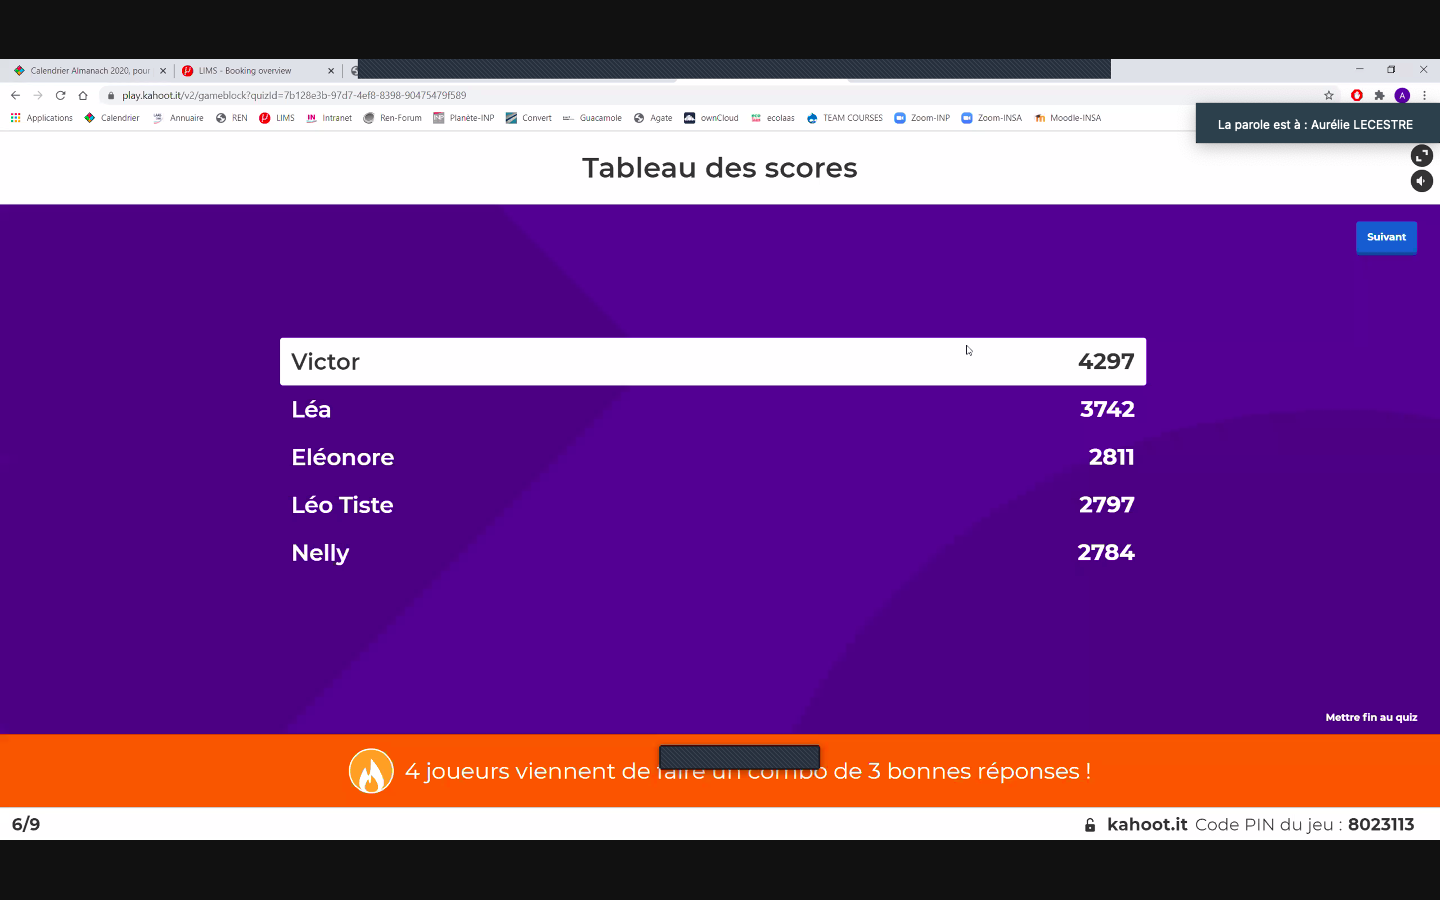 Calendrier Almanach 2020, pour
LIMS - Booking overview
play.kahoot.it/v2/gameblock?quizId=7b128e3b-97d7-4ef8-8398-90475479f589
A
Applications Calendrier Annuaire REN LIMS Intranet Ren-Forum Planète-INP Convert Guacamole Agate ownCloud ecolaas TEAM COURSES Zoom-INP Zoom-INSA Moodle-INSA
La parole est à : Aurélie LECESTRE
Tableau des scores
Suivant
Victor 4297
Léa 3742
Eléonore 2811
Léo Tiste 2797
Nelly 2784
Mettre fin au quiz
4 joueurs viennent de faire un combo de 3 bonnes réponses !
6/9
kahoot.it Code PIN du jeu : 8023113